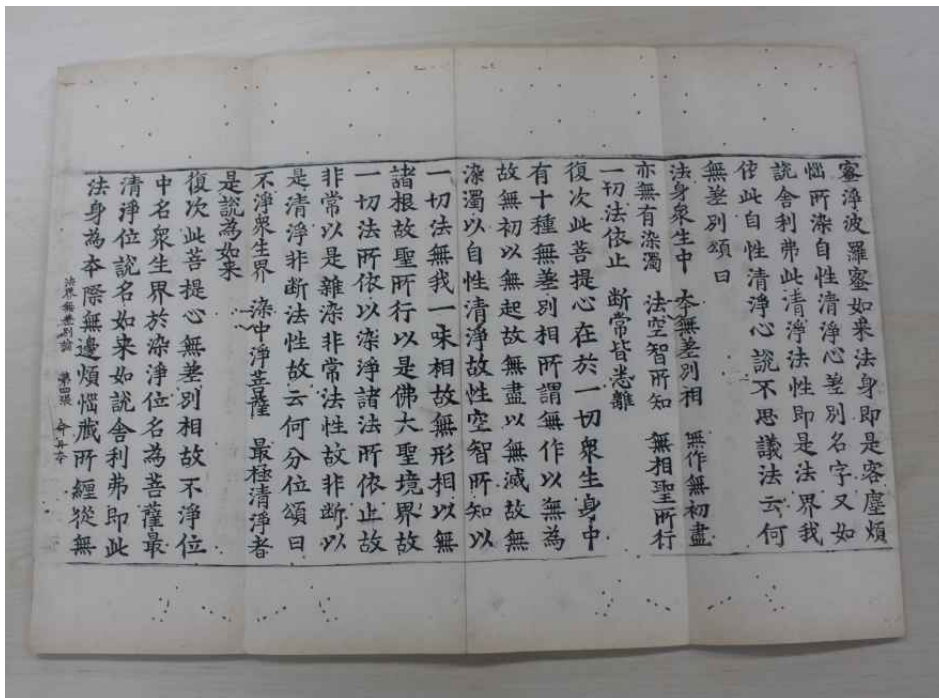 蜜淨波羅蜜如来法身即是客塵煩
惱所染自性清淨心差別名字又如
説舍利弗此清淨法性即是法界我
依此自性清淨心説不思議法云何
無差別頌曰
法身衆生中　夲無差別相　無作無初盡
亦無有染濁　法空智所知　無相聖所行
一切法依止　断常皆悉離
復次此菩提心在於一切衆生身中
有十種無差別相所謂無作以無為
故無初以無起故無盡以無滅故無
染濁以自性清淨故性空智所知以
一切法無我一味相故無形相以無
諸根故聖所行以是佛大聖境界故
一切法所依以染淨諸法所依止故
非常以是雜染非常法性故非断以
是清淨非断法性故云何分位頌曰
不淨衆生界　染中淨菩薩　最極清淨者
是説為如来
復次此菩提心無差別相故不淨位
中名衆生界於染淨位名為菩薩最
清淨位説名如来如説舍利弗即此
法身為夲際無邊煩惱藏所纏從無
法界無差別論　第四張